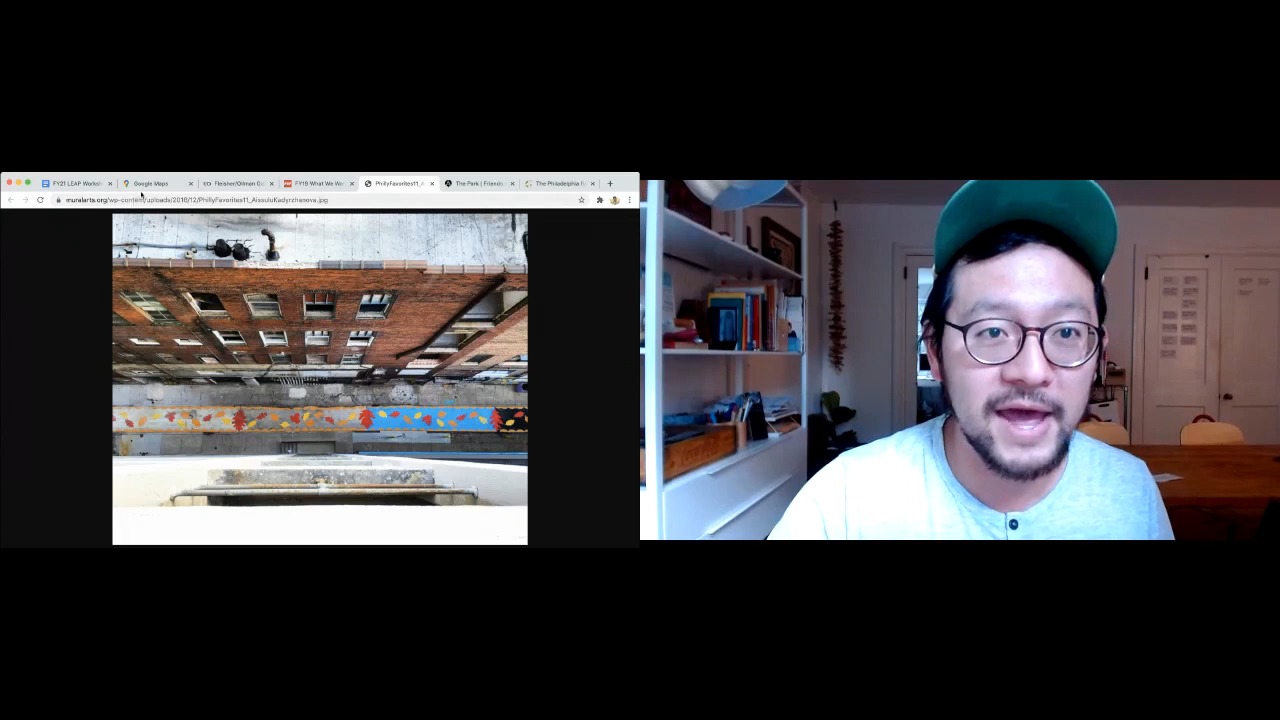 FY21 LEAP Worksh
Google Maps
Fleisher/Ollman Ga
FY19 What We Wo
PhillyFavorites11_A
The Park | Friends
The Philadelphia R
muralarts.org/wp-content/uploads/2016/12/PhillyFavorites11_AissuluKadyrzhanova.jpg